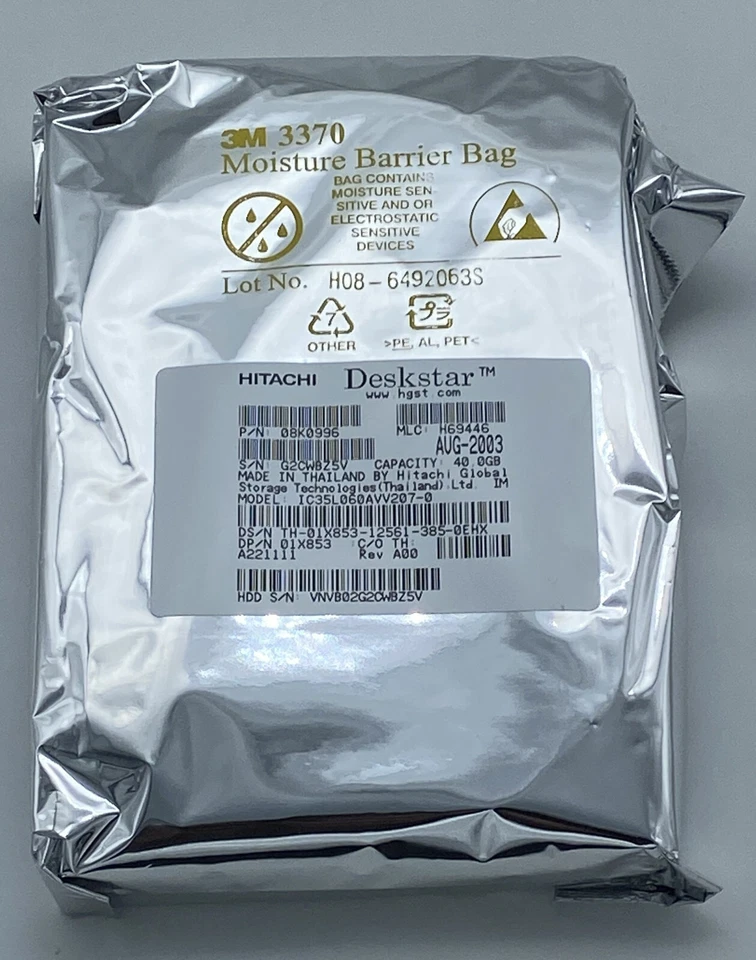 3M 3370
Moisture Barrier Bag
BAG CONTAINS
MOISTURE SEN-
SITIVE AND OR
ELECTROSTATIC
SENSITIVE
DEVICES
Lot No. H08-6492063S
7
プラ
OTHER >PE, AL, PET<
HITACHI Deskstar™
www.hgst.com
P/N: 08K0996 MLC: H69446
AUG-2003
S/N: G2CWBZ5V CAPACITY: 40.0GB
MADE IN THAILAND BY Hitachi Global
Storage Technologies(Thailand).Ltd. IM
MODEL: IC35L060AVV207-0
DS/N TH-01X853-12561-385-0EHX
DP/N 01X853 C/O TH:
A221111 Rev A00
HDD S/N: VNVB02G2CWBZ5V